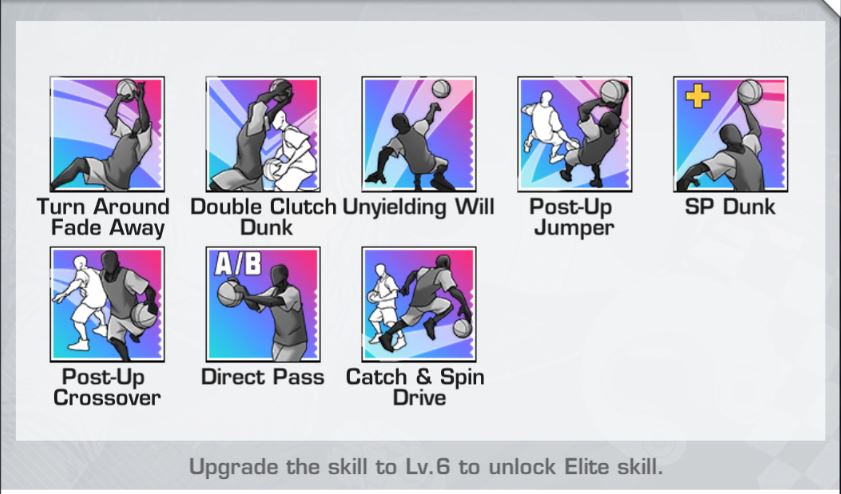 Turn Around
Fade Away
Double Clutch
Dunk
Unyielding Will
Post-Up
Jumper
SP Dunk
A/B
Post-Up
Crossover
Direct Pass
Catch & Spin
Drive
Upgrade the skill to Lv.6 to unlock Elite skill.